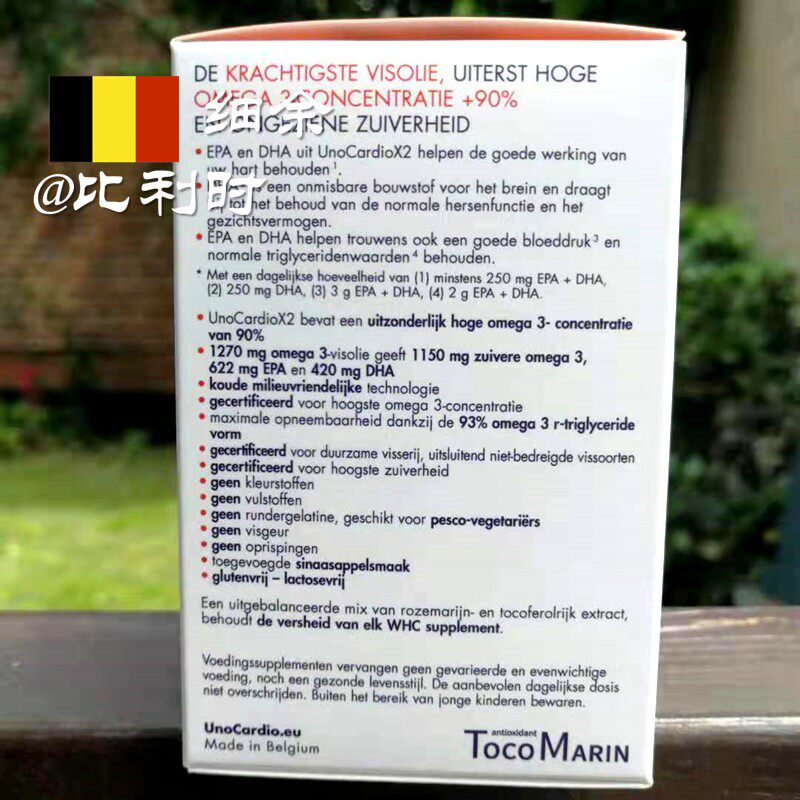 DE KRACHTIGSTE VISOLIE, UITERST HOGE
OMEGA 3 CONCENTRATIE +90%
细余
ZUIVERHEID
• EPA en DHA uit UnoCardioX2 helpen de goede werking van
uw hart behouden ¹.
@比利时
een onmisbare bouwstof voor het brein en draagt
het behoud van de normale hersenfunctie en het
gezichtsvermogen.
• EPA en DHA helpen trouwens ook een goede bloeddruk ³ en
normale triglyceridenwaarden ⁴ behouden.
* Met een dagelijkse hoeveelheid van (1) minstens 250 mg EPA + DHA,
(2) 250 mg DHA, (3) 3 g EPA + DHA, (4) 2 g EPA + DHA.
• UnoCardioX2 bevat een uitzonderlijk hoge omega 3- concentratie
van 90%
• 1270 mg omega 3-visolie geeft 1150 mg zuivere omega 3,
622 mg EPA en 420 mg DHA
• koude milieuvriendelijke technologie
• gecertificeerd voor hoogste omega 3-concentratie
• maximale opneembaarheid dankzij de 93% omega 3 r-triglyceride
vorm
• gecertificeerd voor duurzame visserij, uitsluitend niet-bedreigde vissoorten
• gecertificeerd voor hoogste zuiverheid
• geen kleurstoffen
• geen vulstoffen
• geen rundergelatine, geschikt voor pesco-vegetariërs
• geen visgeur
• geen oprispingen
• toegevoegde sinaasappelsmaak
• glutenvrij – lactosevrij
Een uitgebalanceerde mix van rozemarijn- en tocoferolrijk extract,
behoudt de versheid van elk WHC supplement.
Voedingssupplementen vervangen geen gevarieerde en evenwichtige
voeding, noch een gezonde levensstijl. De aanbevolen dagelijkse dosis
niet overschrijden. Buiten het bereik van jonge kinderen bewaren.
UnoCardio.eu
Made in Belgium
antioxidant
TOCOMARIN